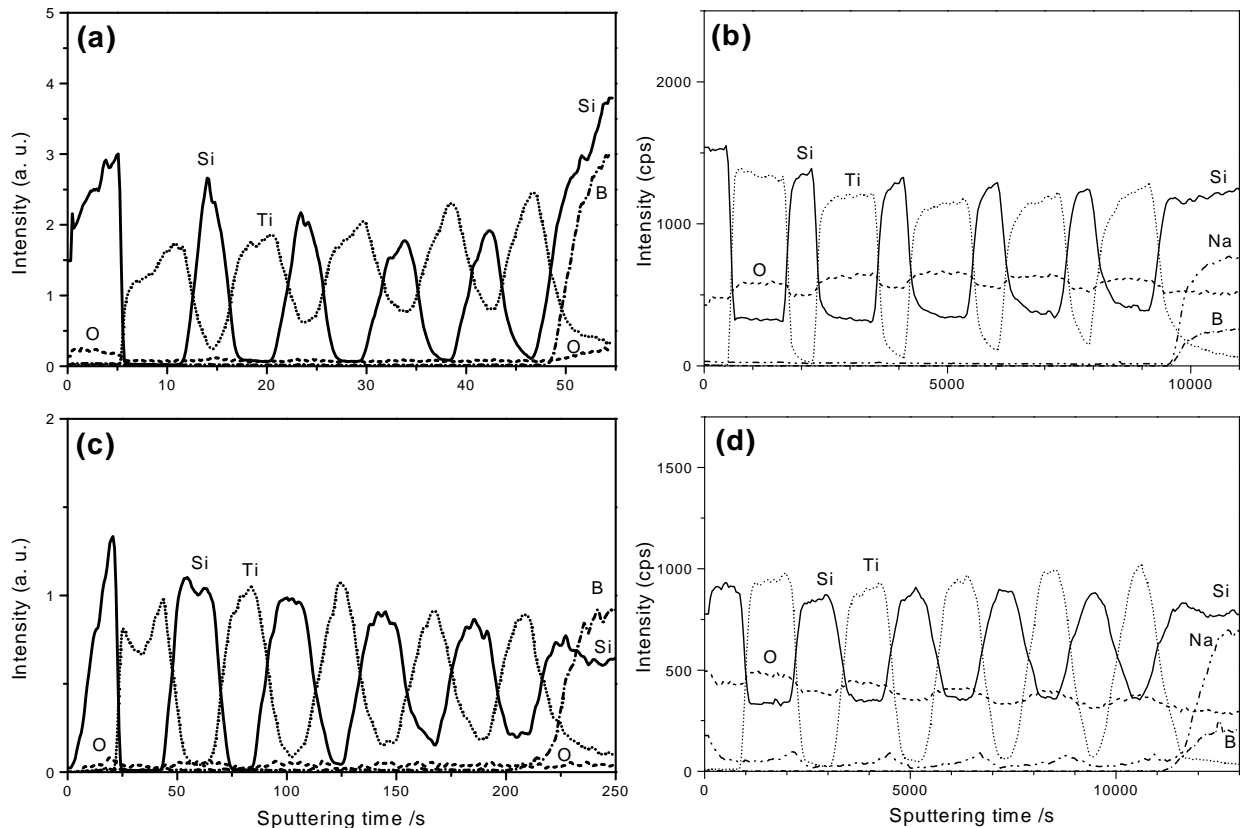 (a)
5
4
3
2
1
0
Intensity (a. u.)
Si
Ti
O
Si
B
O
0 10 20 30 40 50
(b)
2000
1000
0
Intensity (cps)
Si
Ti
O
Si
Na
B
0 5000 10000
(c)
2
1
0
Intensity (a. u.)
Si
Ti
O
B
Si
O
0 50 100 150 200 250
Sputtering time /s
(d)
1500
1000
500
0
Intensity (cps)
Si
Ti
O
Si
Na
B
0 5000 10000
Sputtering time /s